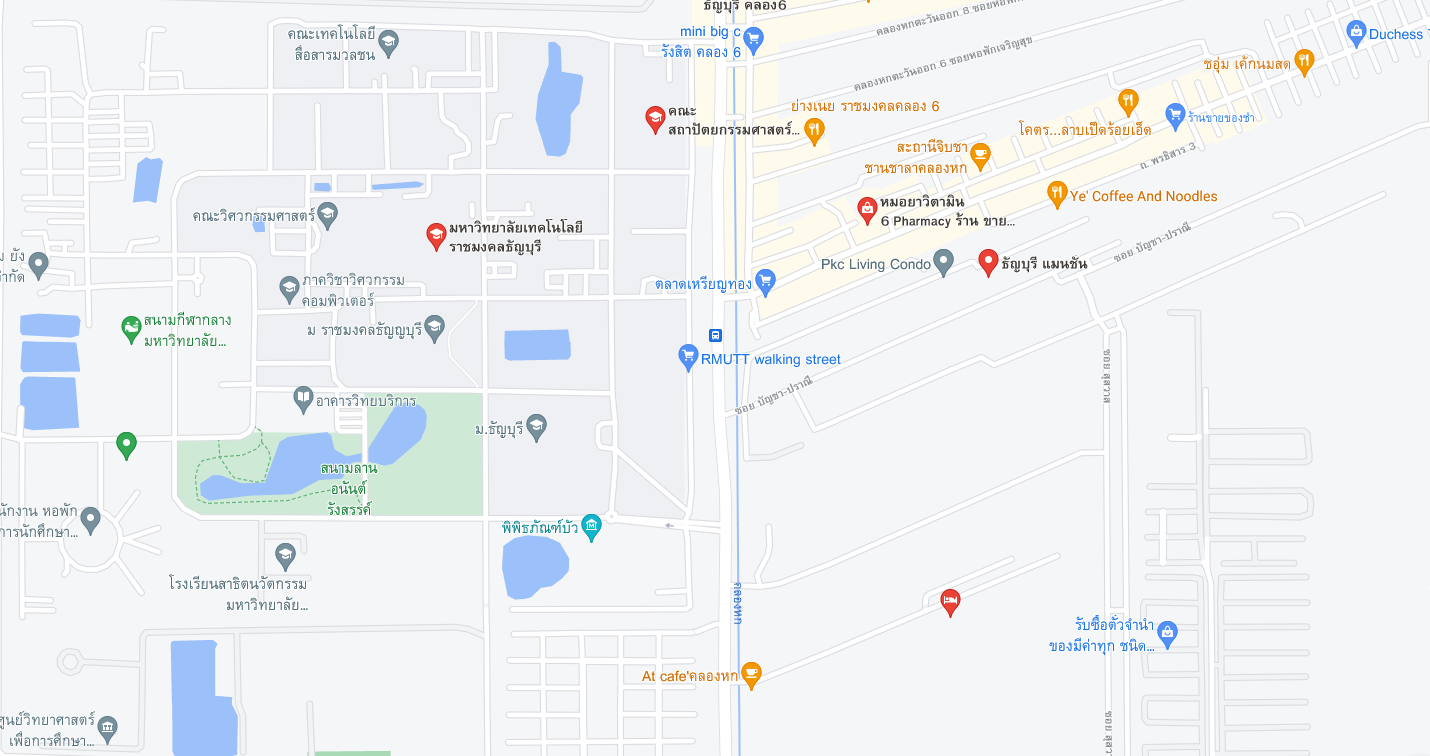 ธัญบุรี คลอง6
mini big c
รังสิต คลอง 6
คลองหกตะวันออก 8 ซอยหอพัก
คลองหกตะวันออก 6 ซอยหอพักเจริญสุข
Duchess
ชอุ่ม เค้กนมสด
คณะเทคโนโลยี
สื่อสารมวลชน
คณะ
สถาปัตยกรรมศาสตร์...
ย่างเนย ราชมงคลคลอง 6
โคตร...ลาบเป็ดร้อยเอ็ด
ร้านขายของชำ
สะถานีจิบชา
ชานชาลาคลองหก
ถ. พรธิสาร 3
Ye' Coffee And Noodles
หมอยาวิตามิน
6 Pharmacy ร้าน ขาย...
คณะวิศวกรรมศาสตร์
มหาวิทยาลัยเทคโนโลยี
ราชมงคลธัญบุรี
ม ยัง
จำกัด
Pkc Living Condo
ธัญบุรี แมนชั่น
ซอย บัญชา-ปราณี
ตลาดเหรียญทอง
ภาควิชาวิศวกรรม
คอมพิวเตอร์
สนามกีฬากลาง
มหาวิทยาลัย...
ม ราชมงคลธัญญบุรี
RMUTT walking street
ซอย บัญชา-ปราณี
ซอย สุสวาส
อาคารวิทยบริการ
ม.ธัญบุรี
สนามลาน
อนันต์
รังสรรค์
นักงาน หอพัก
การนักศึกษา...
พิพิธภัณฑ์บัว
โรงเรียนสาธิตนวัตกรรม
มหาวิทยาลัย...
คลองหก
รับซื้อตั๋วจำนำ
ของมีค่าทุก ชนิด...
At cafe'คลองหก
ศูนย์วิทยาศาสตร์
เพื่อการศึกษา...